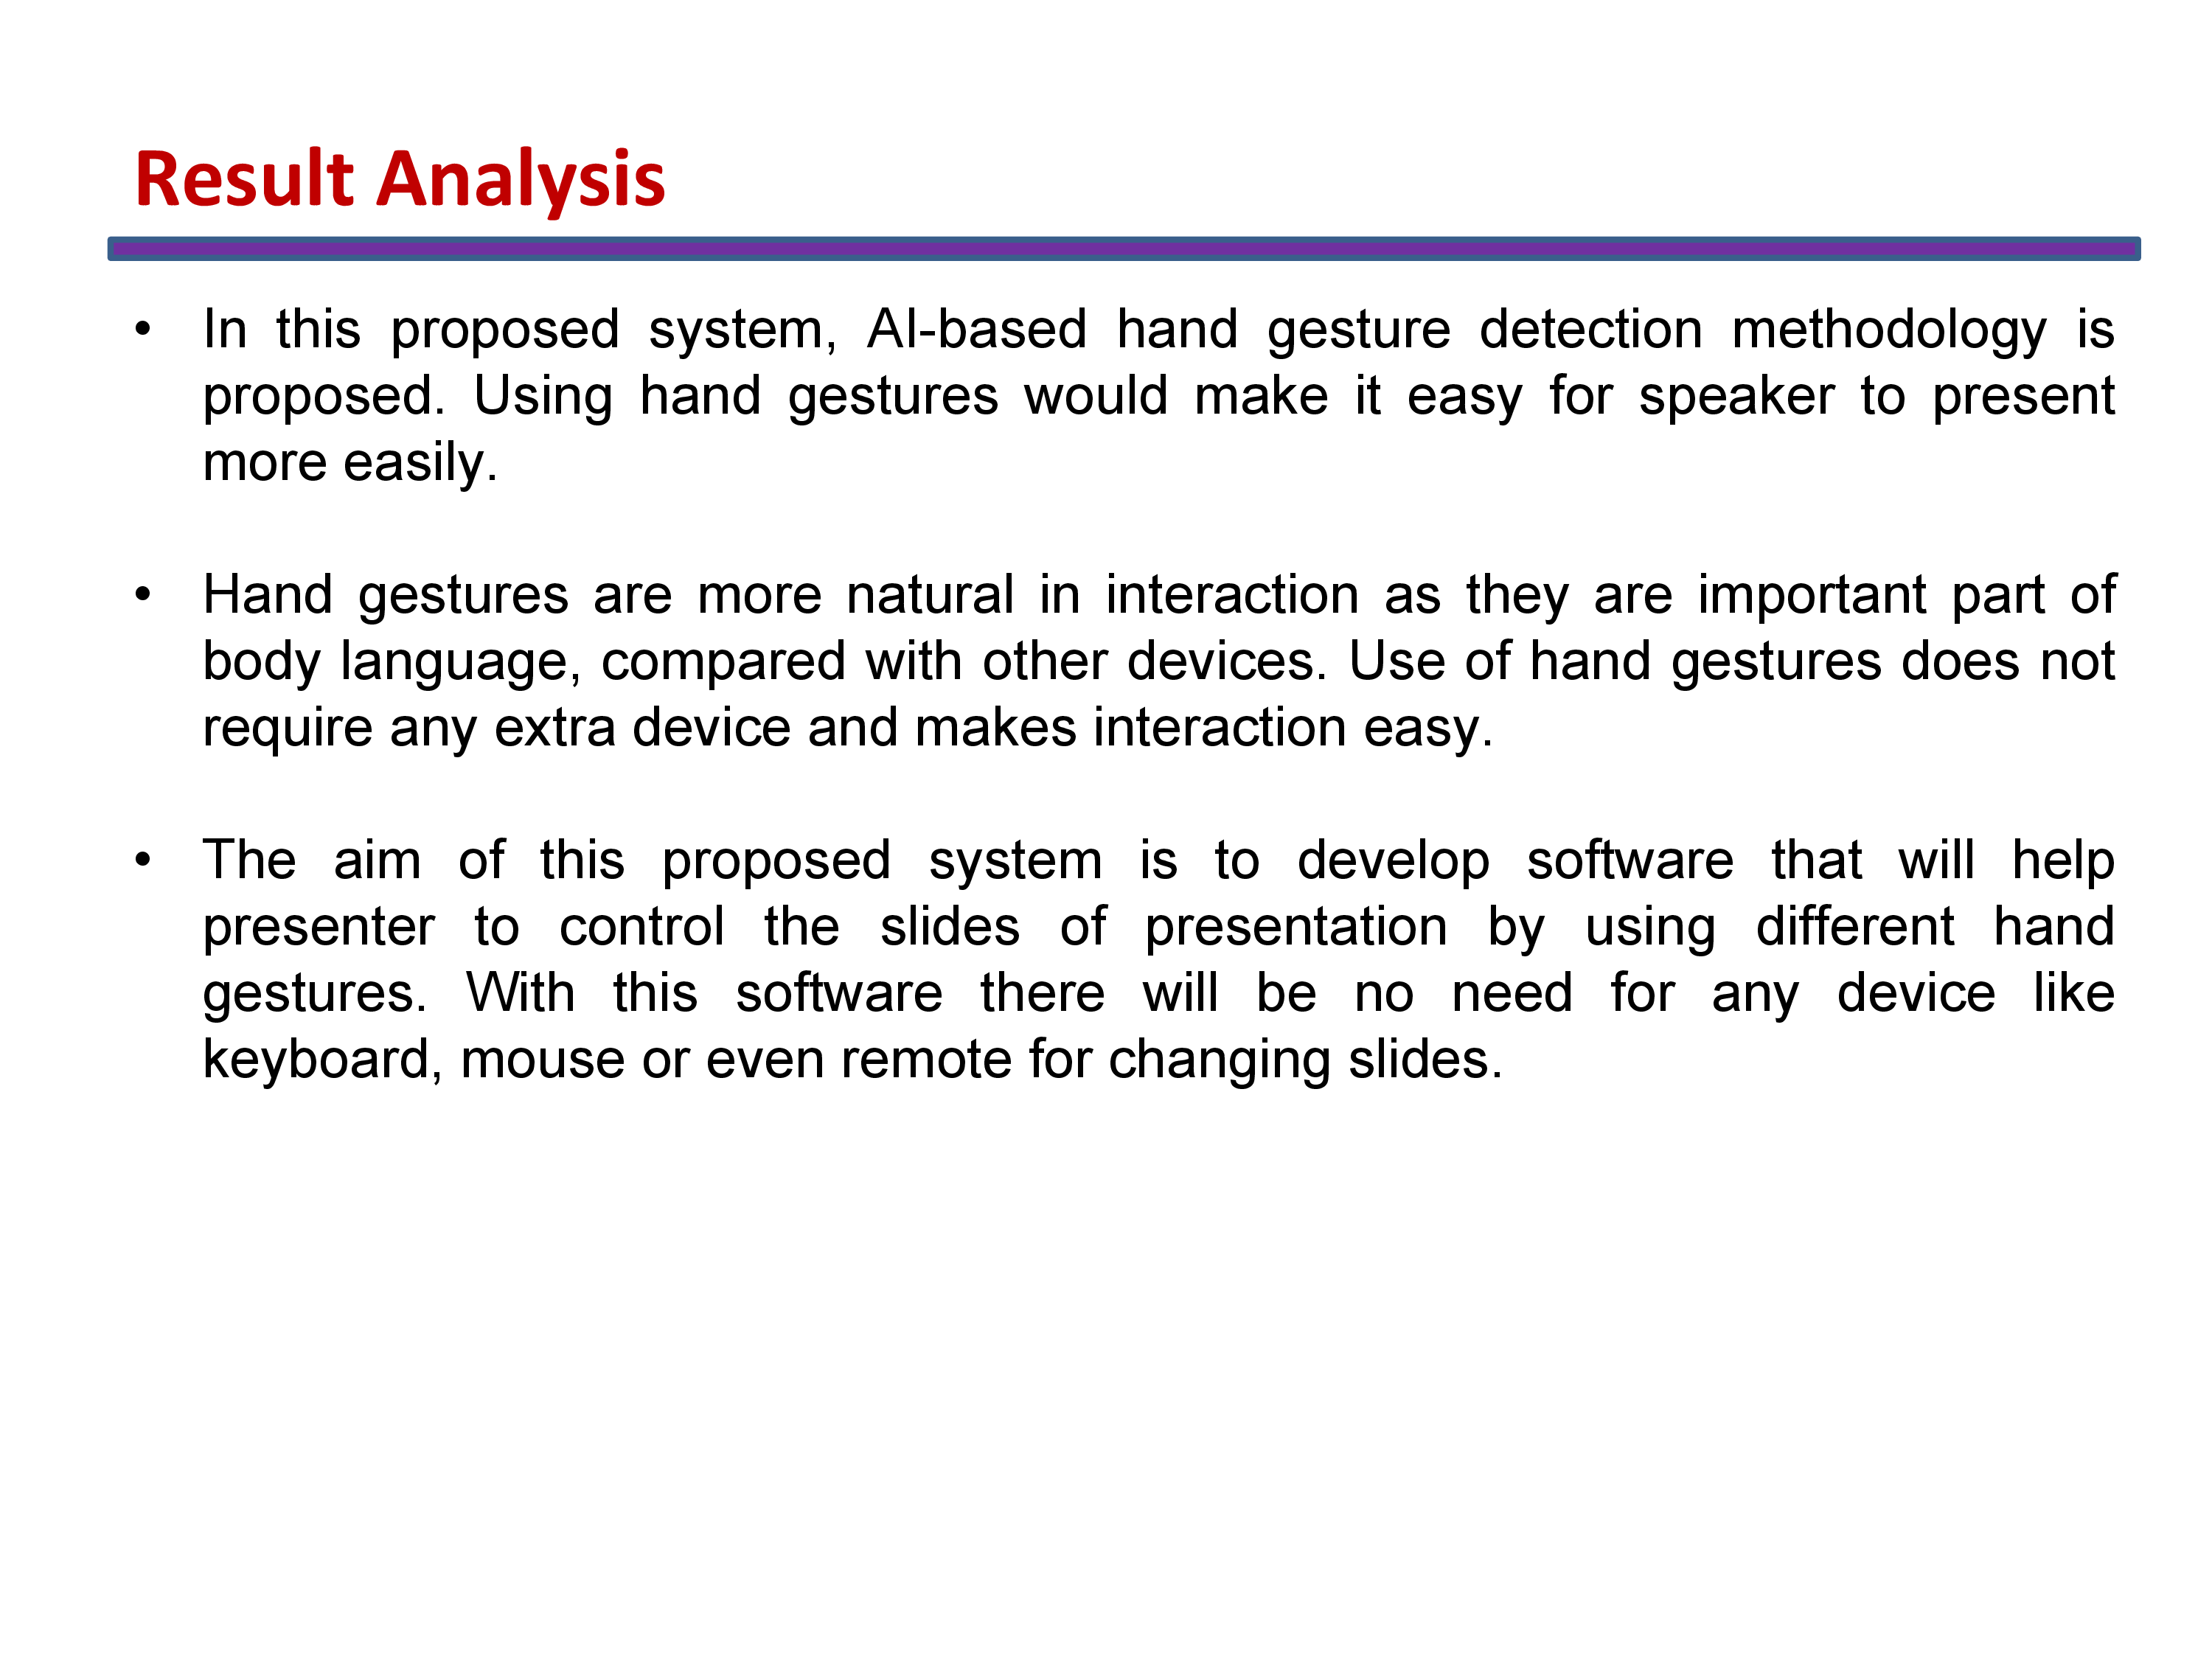 Result Analysis
• In this proposed system, AI-based hand gesture detection methodology is
proposed. Using hand gestures would make it easy for speaker to present
more easily.
• Hand gestures are more natural in interaction as they are important part of
body language, compared with other devices. Use of hand gestures does not
require any extra device and makes interaction easy.
• The aim of this proposed system is to develop software that will help
presenter to control the slides of presentation by using different hand
gestures. With this software there will be no need for any device like
keyboard, mouse or even remote for changing slides.